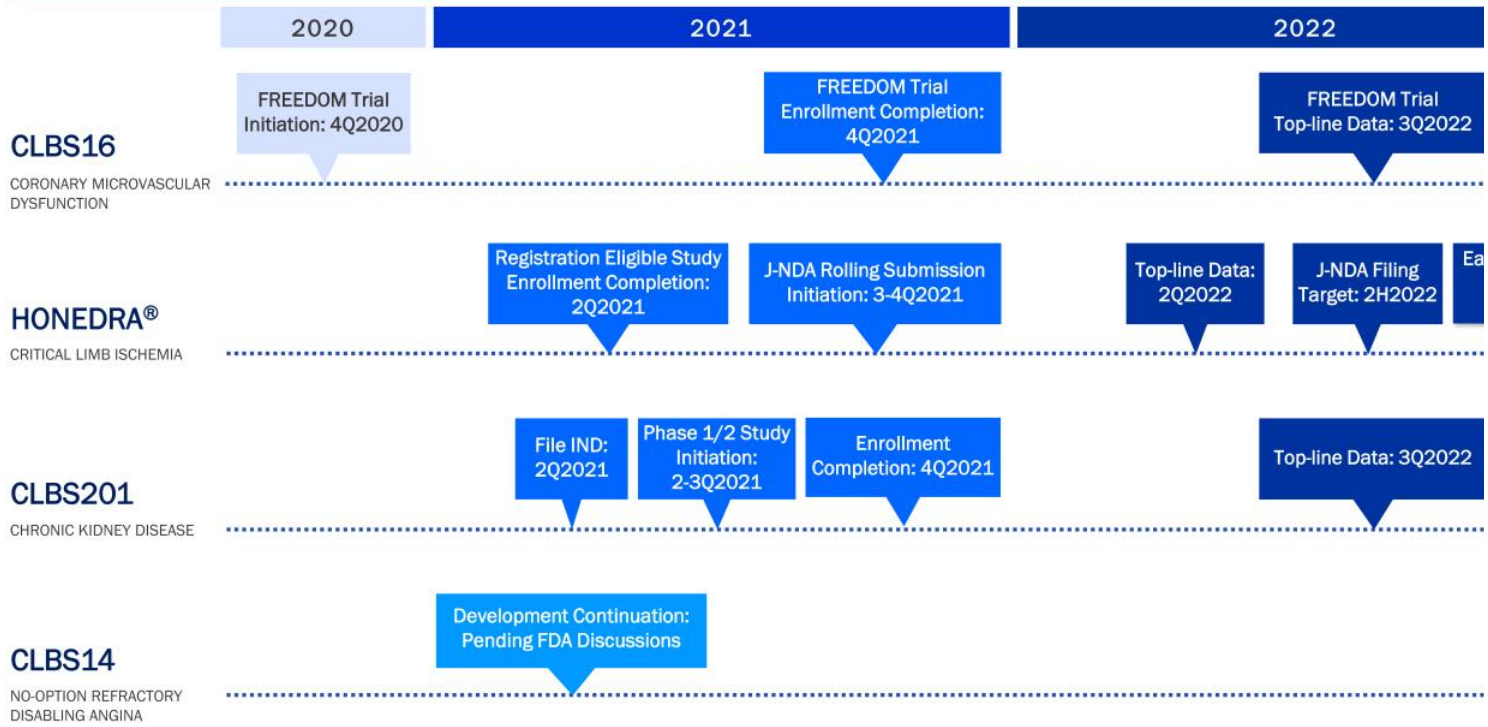 2020
2021
2022
FREEDOM Trial
Initiation: 4Q2020
FREEDOM Trial
Enrollment Completion:
4Q2021
FREEDOM Trial
Top-line Data: 3Q2022
CLBS16
CORONARY MICROVASCULAR
DYSFUNCTION
Registration Eligible Study
Enrollment Completion:
2Q2021
J-NDA Rolling Submission
Initiation: 3-4Q2021
Top-line Data:
2Q2022
J-NDA Filing
Target: 2H2022
HONEDRA®
CRITICAL LIMB ISCHEMIA
File IND:
2Q2021
Phase 1/2 Study
Initiation:
2-3Q2021
Enrollment
Completion: 4Q2021
Top-line Data: 3Q2022
CLBS201
CHRONIC KIDNEY DISEASE
Development Continuation:
Pending FDA Discussions
CLBS14
NO-OPTION REFRACTORY
DISABLING ANGINA